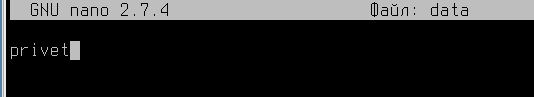 GNU nano 2.7.4 Файл: data
privet